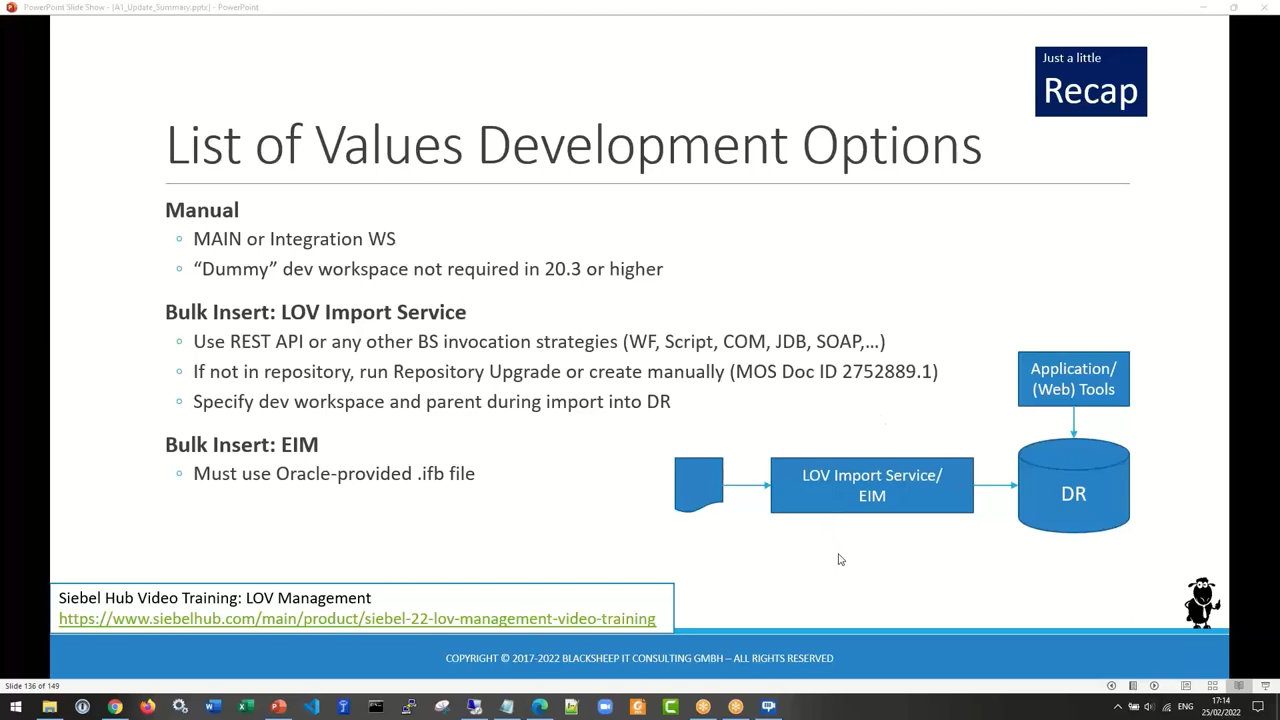 PowerPoint Slide Show - [41_Update_Summary.pptx] - PowerPoint
Just a little
Recap
List of Values Development Options
Manual
MAIN or Integration WS
“Dummy” dev workspace not required in 20.3 or higher
Bulk Insert: LOV Import Service
Use REST API or any other BS invocation strategies (WF, Script, COM, JDB, SOAP,…)
If not in repository, run Repository Upgrade or create manually (MOS Doc ID 2752889.1)
Specify dev workspace and parent during import into DR
Bulk Insert: EIM
Must use Oracle-provided .ifb file
Application/
(Web) Tools
LOV Import Service/
EIM
DR
Siebel Hub Video Training: LOV Management
https://www.siebelhub.com/main/product/siebel-22-lov-management-video-training
COPYRIGHT © 2017-2022 BLACKSHEEP IT CONSULTING GMBH – ALL RIGHTS RESERVED
Slide 136 of 149
ENG
17:14
25/02/2022